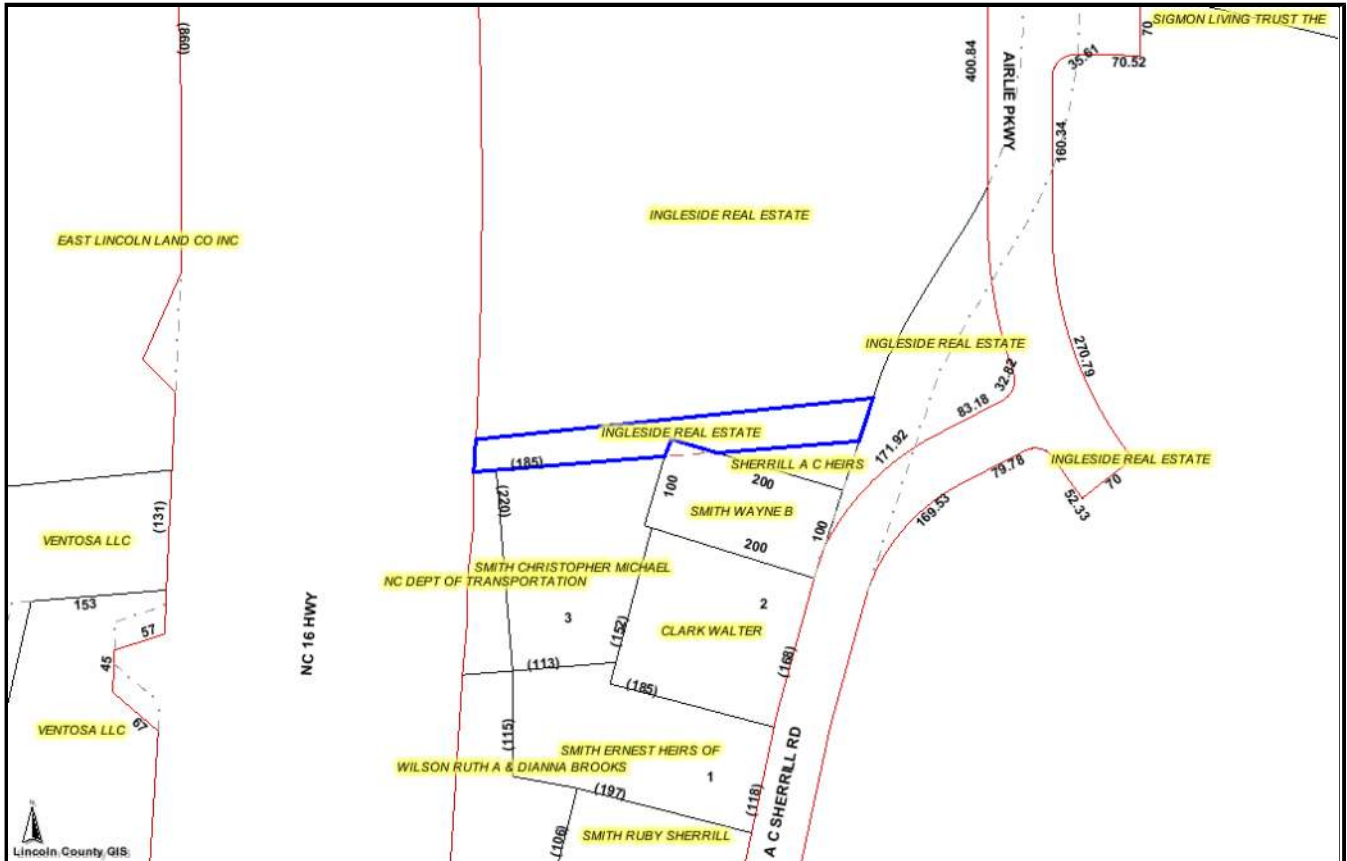 SIGMON LIVING TRUST THE
(860)
400.84
AIRLIE PKWY
35.61
70.52
70
160.34
INGLESIDE REAL ESTATE
EAST LINCOLN LAND CO INC
INGLESIDE REAL ESTATE
270.79
32.82
83.18
171.92
INGLESIDE REAL ESTATE
(185)
SHERRILL A C HEIRS
79.78
INGLESIDE REAL ESTATE
70
52.33
169.53
100
200
(220)
SMITH WAYNE B
100
200
(131)
VENTOSA LLC
SMITH CHRISTOPHER MICHAEL
NC DEPT OF TRANSPORTATION
153
3
2
57
(152)
CLARK WALTER
45
NC 16 HWY
(113)
(168)
(185)
67
VENTOSA LLC
(115)
SMITH ERNEST HEIRS OF
WILSON RUTH A & DIANNA BROOKS
1
(197)
(118)
A C SHERRILL RD
(106)
SMITH RUBY SHERRILL
Lincoln County GIS